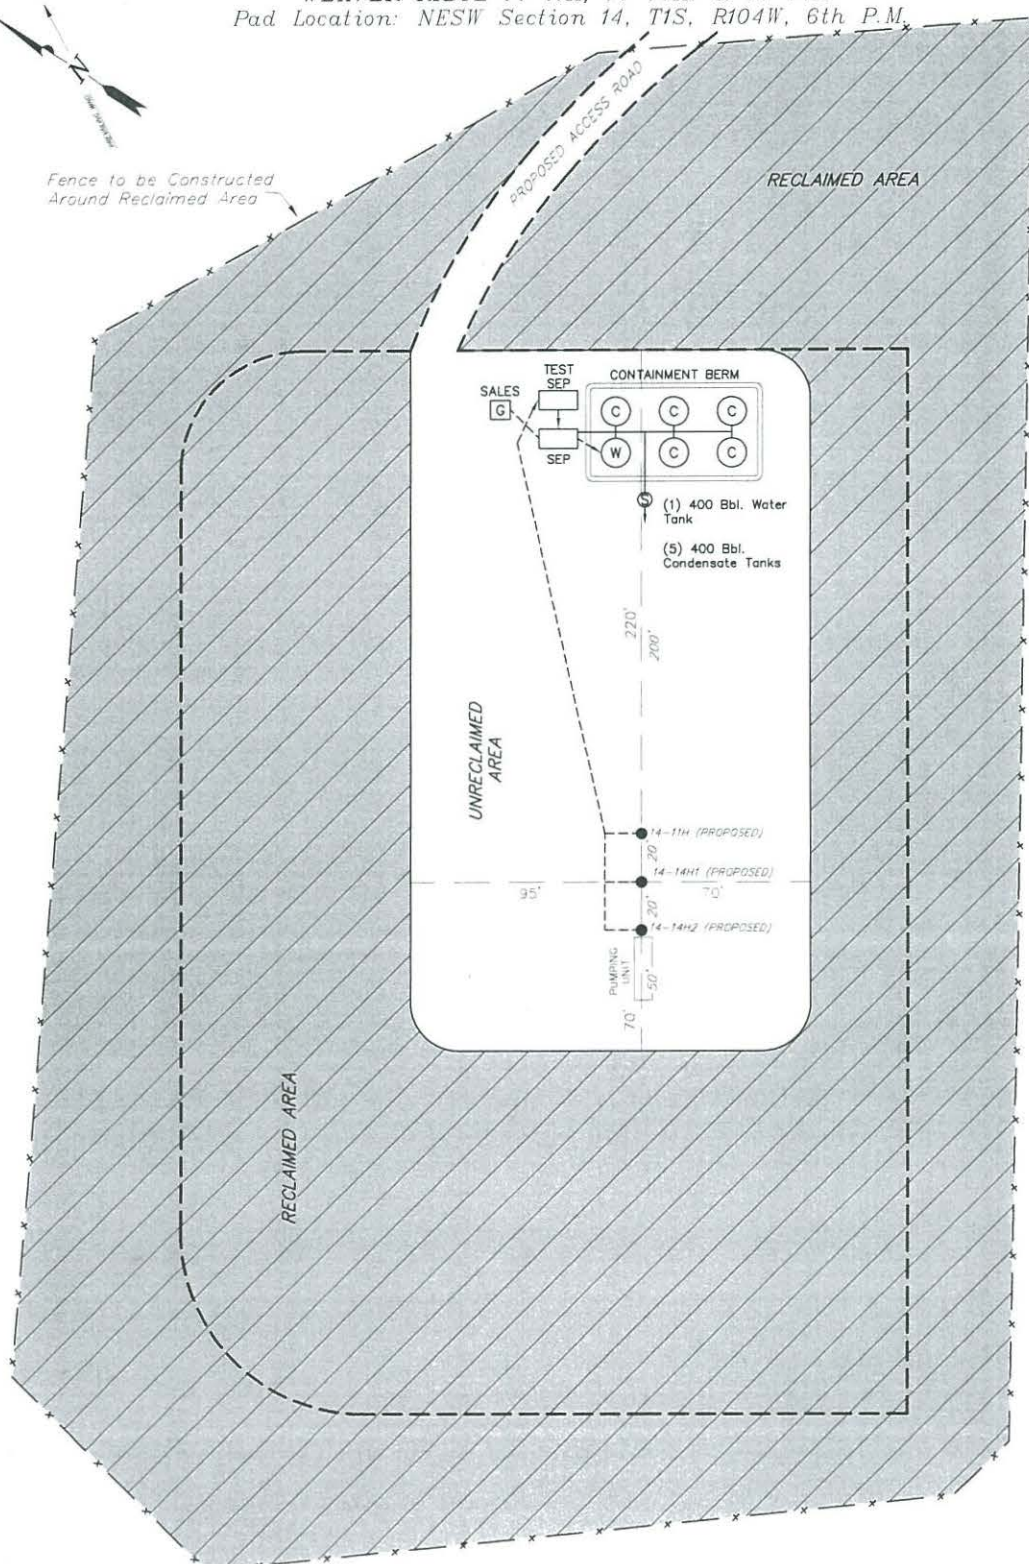 Pad Location: NESW Section 14, T1S, R104W, 6th P.M.
N
Fence to be Constructed
Around Reclaimed Area
PROPOSED ACCESS ROAD
RECLAIMED AREA
TEST
SEP
CONTAINMENT BERM
SALES
G
C
C
C
SEP
W
C
C
S
(1) 400 Bbl. Water
Tank
(5) 400 Bbl.
Condensate Tanks
220'
200'
UNRECLAIMED
AREA
14-11H (PROPOSED)
20'
14-14H1 (PROPOSED)
95'
70'
20'
14-14H2 (PROPOSED)
PUMPING
UNIT
50'
70'
RECLAIMED AREA